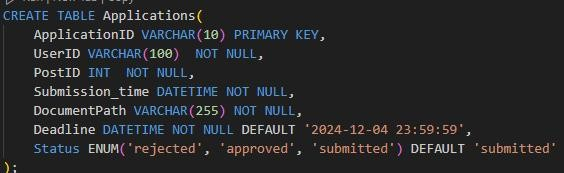 CREATE TABLE Applications(
ApplicationID VARCHAR(10) PRIMARY KEY,
UserID VARCHAR(100)  NOT NULL,
PostID INT  NOT NULL,
Submission_time DATETIME NOT NULL,
DocumentPath VARCHAR(255) NOT NULL,
Deadline DATETIME NOT NULL DEFAULT '2024-12-04 23:59:59',
Status ENUM('rejected', 'approved', 'submitted') DEFAULT 'submitted'
);